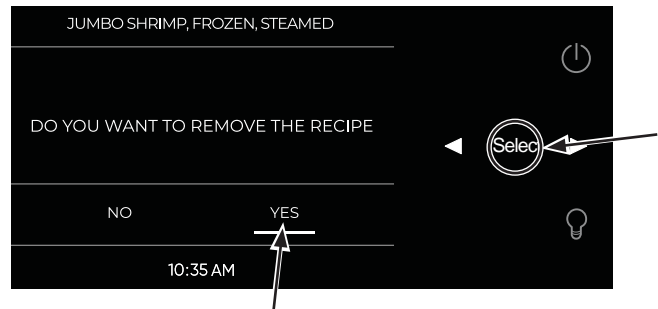 JUMBO SHRIMP, FROZEN, STEAMED
DO YOU WANT TO REMOVE THE RECIPE
Selec
NO YES
10:35 AM